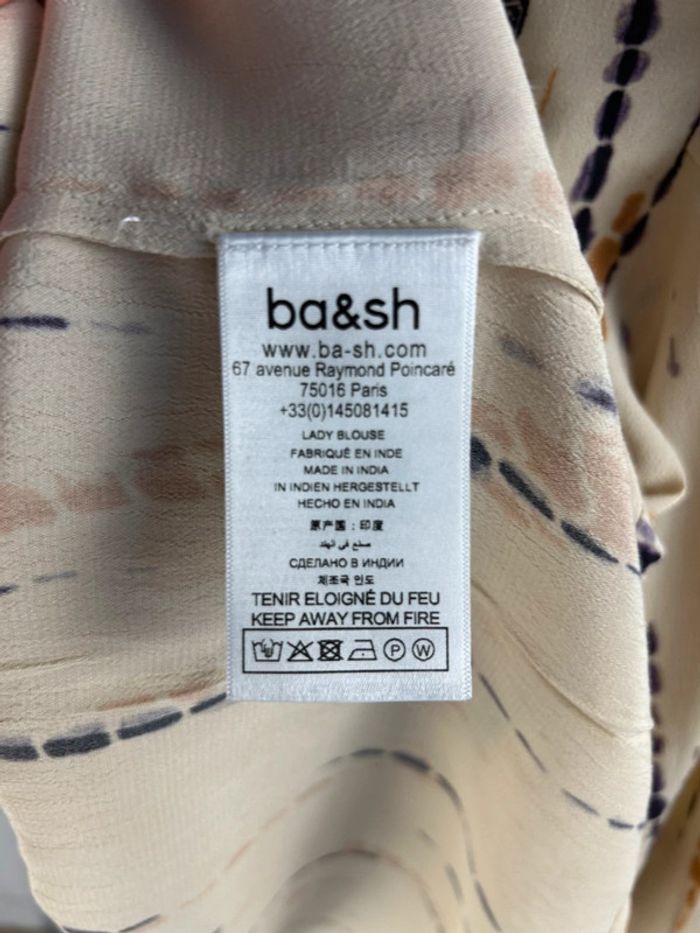 ba&sh
www.ba-sh.com
67 avenue Raymond Poincaré
75016 Paris
+33(0)145081415
LADY BLOUSE
FABRIQUÉ EN INDE
MADE IN INDIA
IN INDIEN HERGESTELLT
HECHO EN INDIA
原产国：印度
صنع في الهند
СДЕЛАНО В ИНДИИ
제조국 인도
TENIR ELOIGNÉ DU FEU
KEEP AWAY FROM FIRE
P W